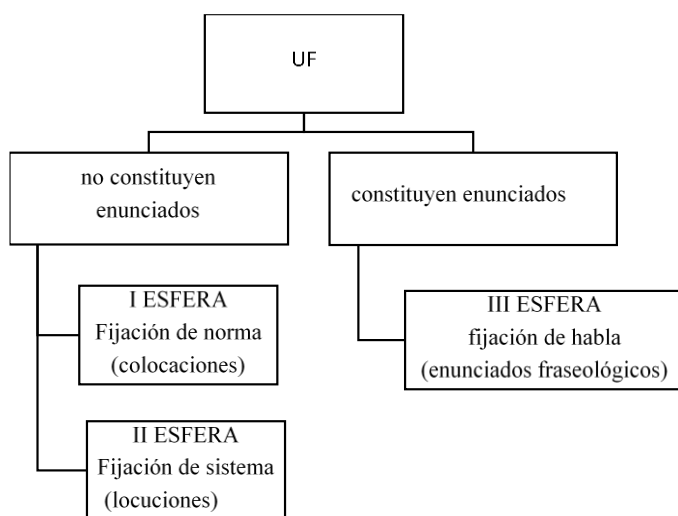 UF
no constituyen
enunciados
constituyen enunciados
I ESFERA
Fijación de norma
(colocaciones)
II ESFERA
Fijación de sistema
(locuciones)
III ESFERA
fijación de habla
(enunciados fraseológicos)